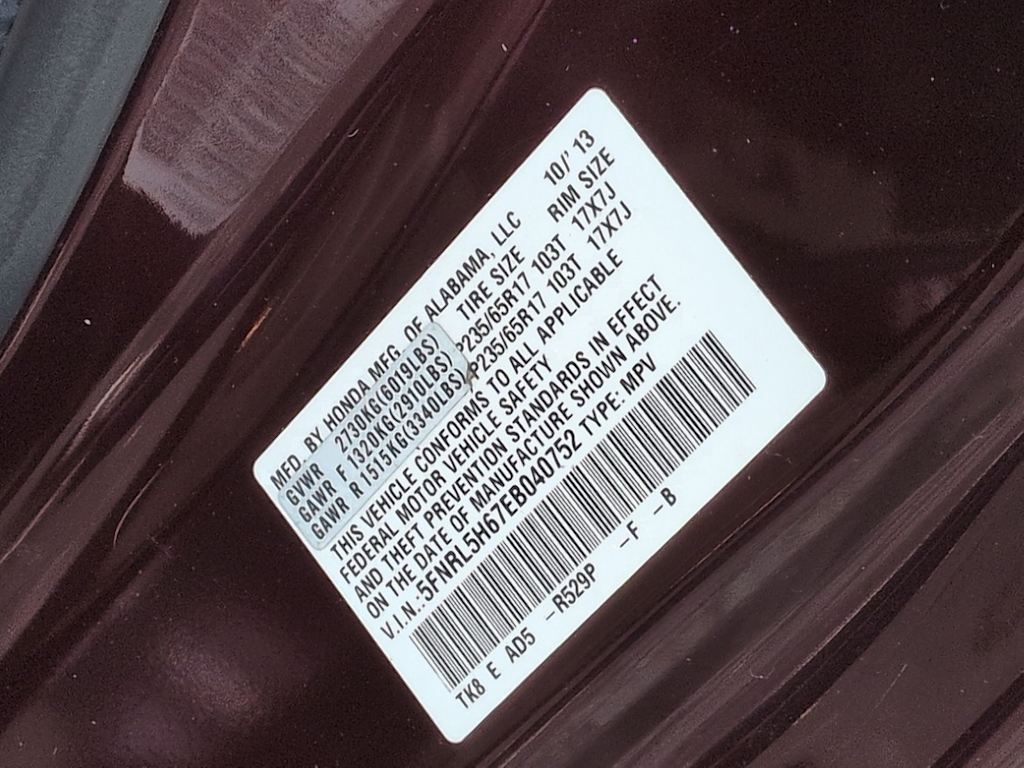 MFD. BY HONDA MFG. OF ALABAMA, LLC 10/'13
GVWR 2730KG(6019LBS) TIRE SIZE RIM SIZE
GAWR F 1320KG(2910LBS) P235/65R17 103T 17X7J
GAWR R 1515KG(3340LBS) P235/65R17 103T 17X7J
THIS VEHICLE CONFORMS TO ALL APPLICABLE
FEDERAL MOTOR VEHICLE SAFETY
AND THEFT PREVENTION STANDARDS IN EFFECT
ON THE DATE OF MANUFACTURE SHOWN ABOVE.
V.I.N.:5FNRL5H67EB040752 TYPE: MPV
TK8 E AD5 –R529P –F –B